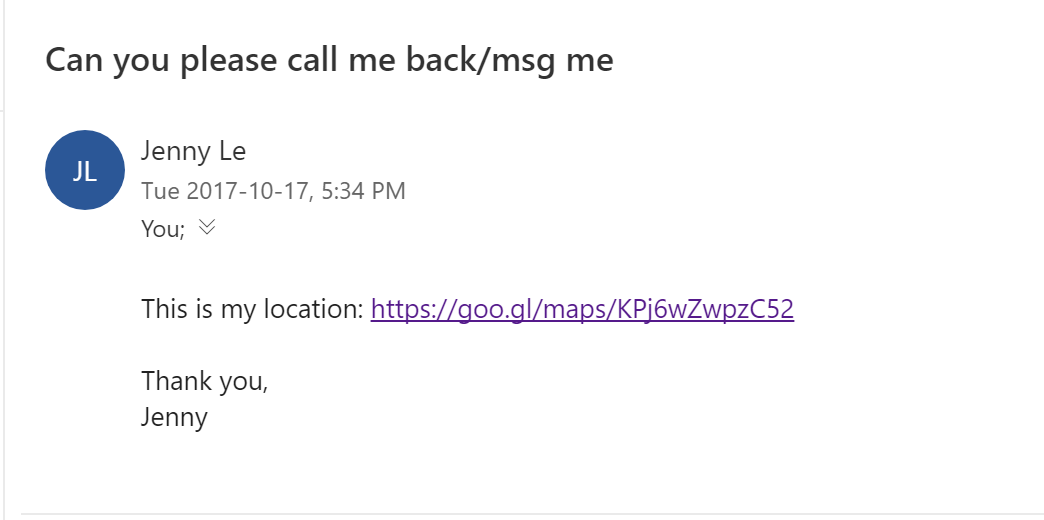 Can you please call me back/msg me
JL
Jenny Le
Tue 2017-10-17, 5:34 PM
You;
This is my location: https://goo.gl/maps/KPj6wZwpzC52
Thank you,
Jenny